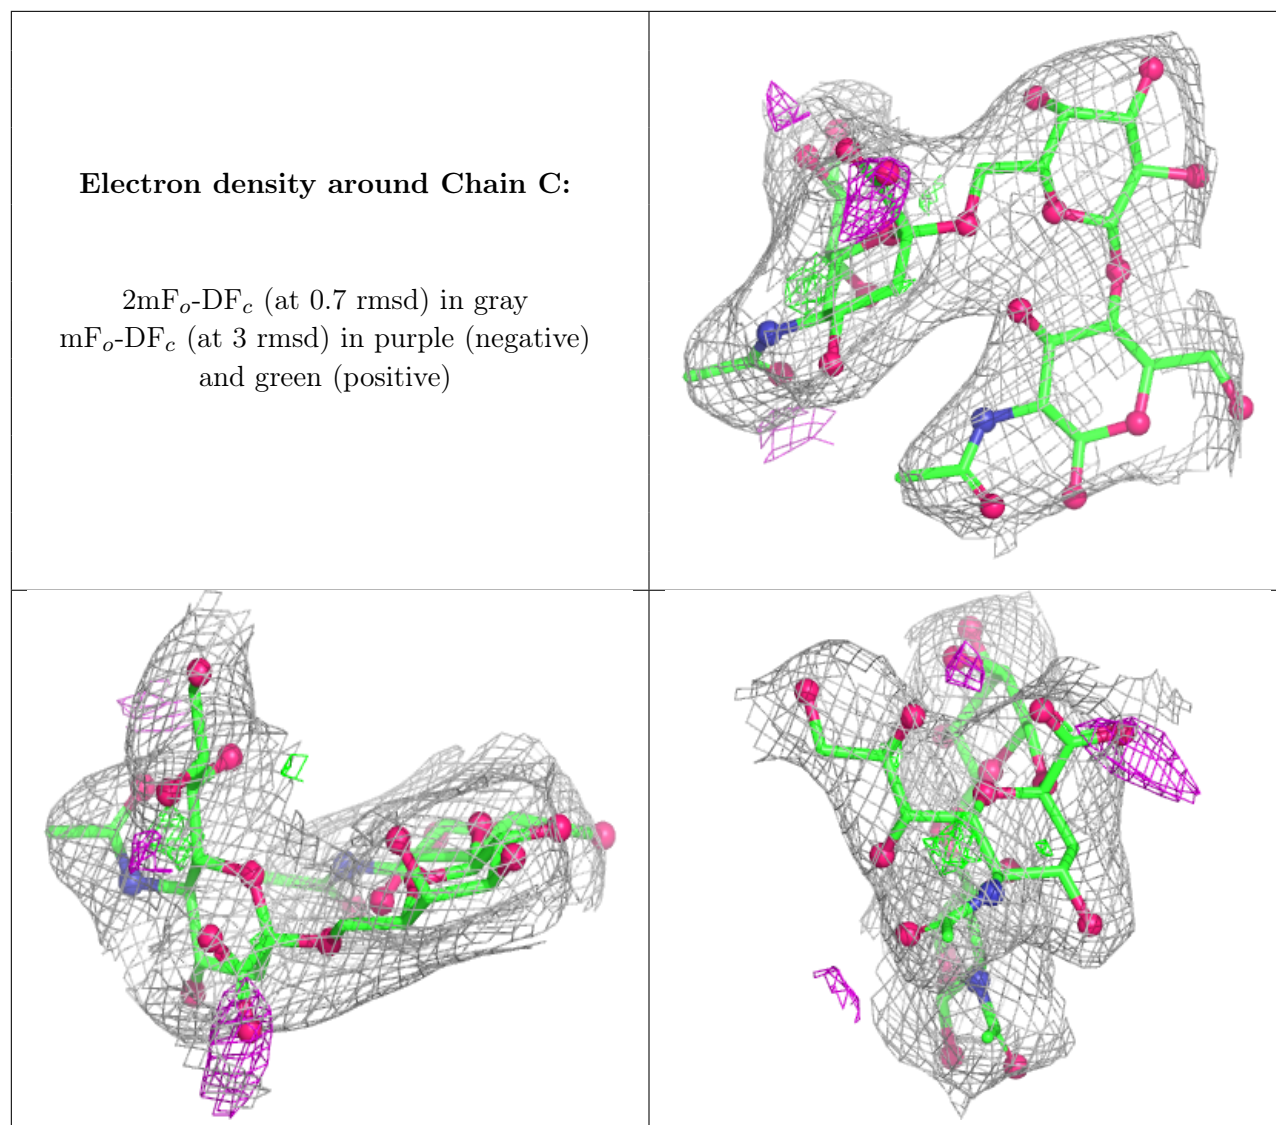 Electron density around Chain C:
2mFo-DFc (at 0.7 rmsd) in gray
mFo-DFc (at 3 rmsd) in purple (negative)
and green (positive)